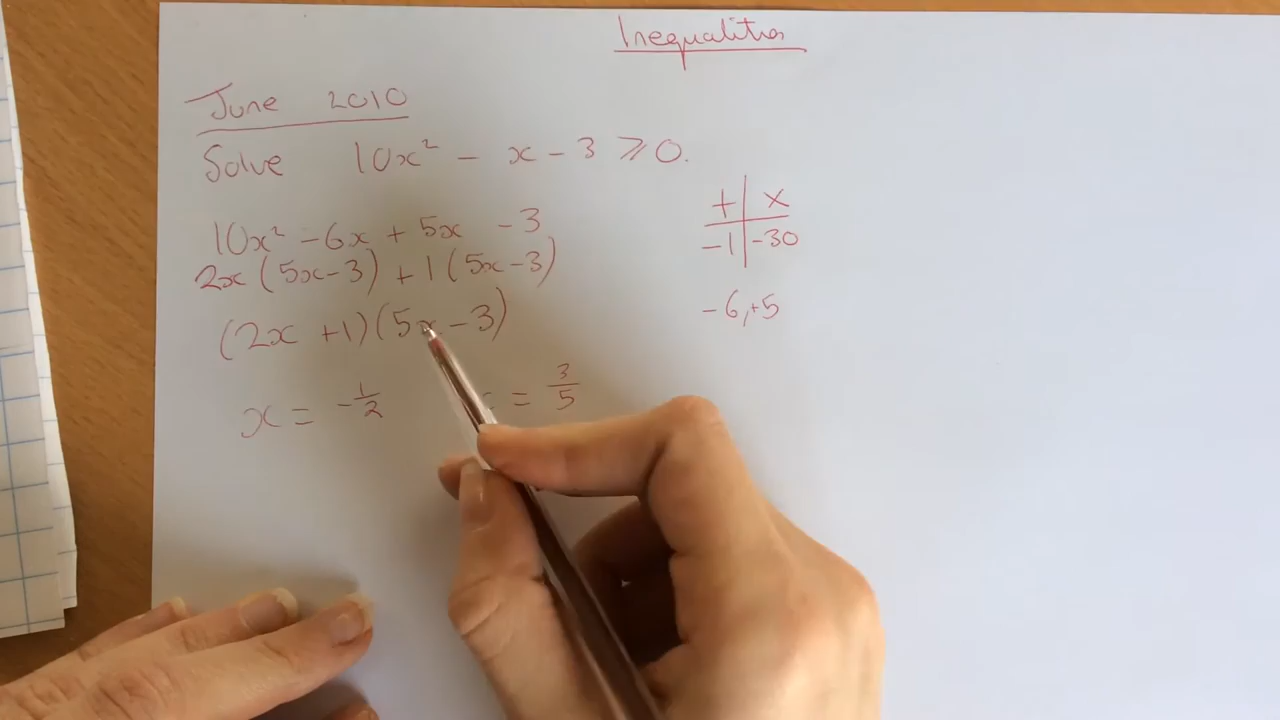 Inequalities
June 2010
Solve 10x² - x - 3 ⩾ 0.
+ | x
-1 | -30
-6, +5
10x² - 6x + 5x - 3
2x(5x-3) + 1(5x-3)
(2x +1)(5x-3)
x = -1/2
= 3/5